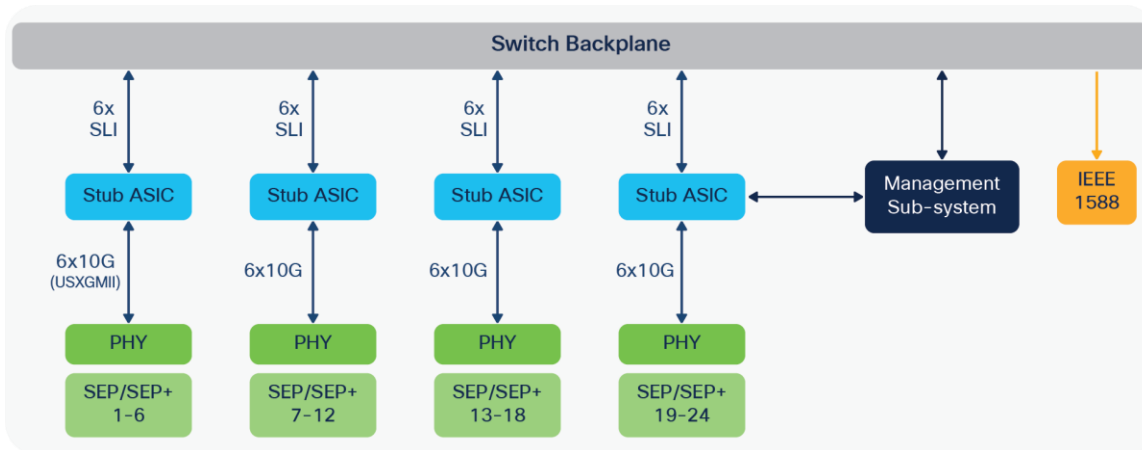 Switch Backplane
6x
SLI
6x
SLI
6x
SLI
6x
SLI
Stub ASIC
Stub ASIC
Stub ASIC
Stub ASIC
Management
Sub-system
IEEE
1588
6x10G
(USXGMII)
6x10G
6x10G
6x10G
PHY
PHY
PHY
PHY
SEP/SEP+
1-6
SEP/SEP+
7-12
SEP/SEP+
13-18
SEP/SEP+
19-24